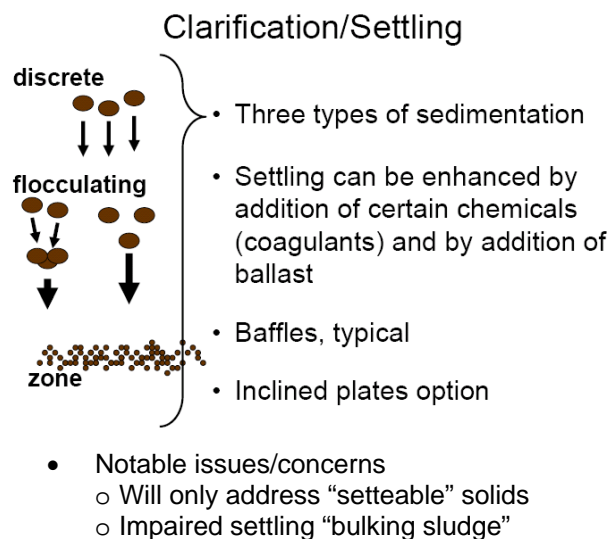 Clarification/Settling
discrete
flocculating
zone
• Three types of sedimentation
• Settling can be enhanced by
addition of certain chemicals
(coagulants) and by addition of
ballast
• Baffles, typical
• Inclined plates option
• Notable issues/concerns
o Will only address “setteable” solids
o Impaired settling “bulking sludge”